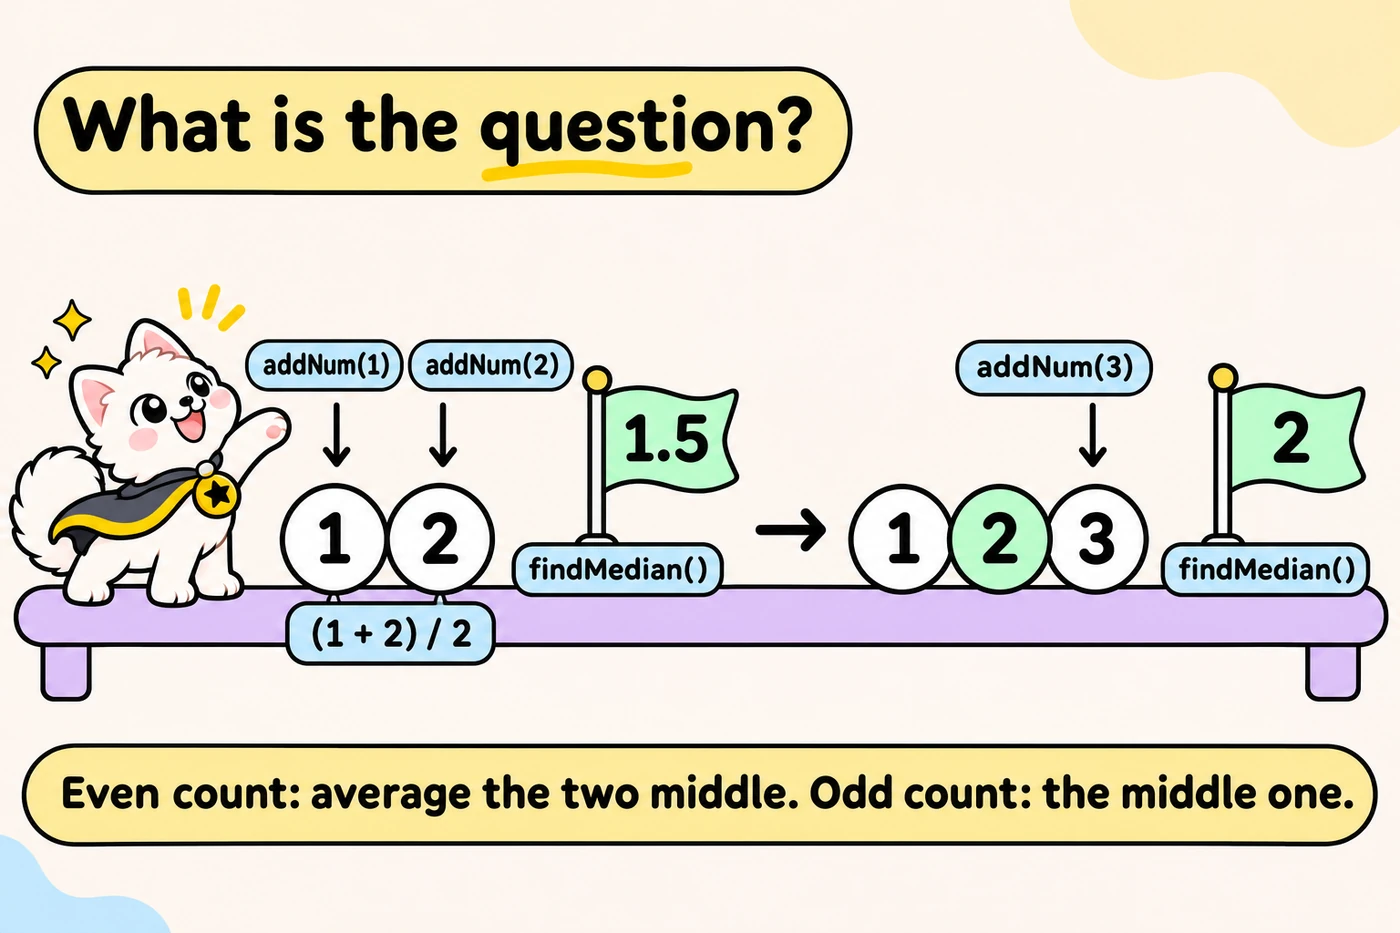 What is the question?
addNum(1)
addNum(2)
1.5
1
2
findMedian()
(1 + 2) / 2
addNum(3)
2
1
2
3
findMedian()
Even count: average the two middle. Odd count: the middle one.